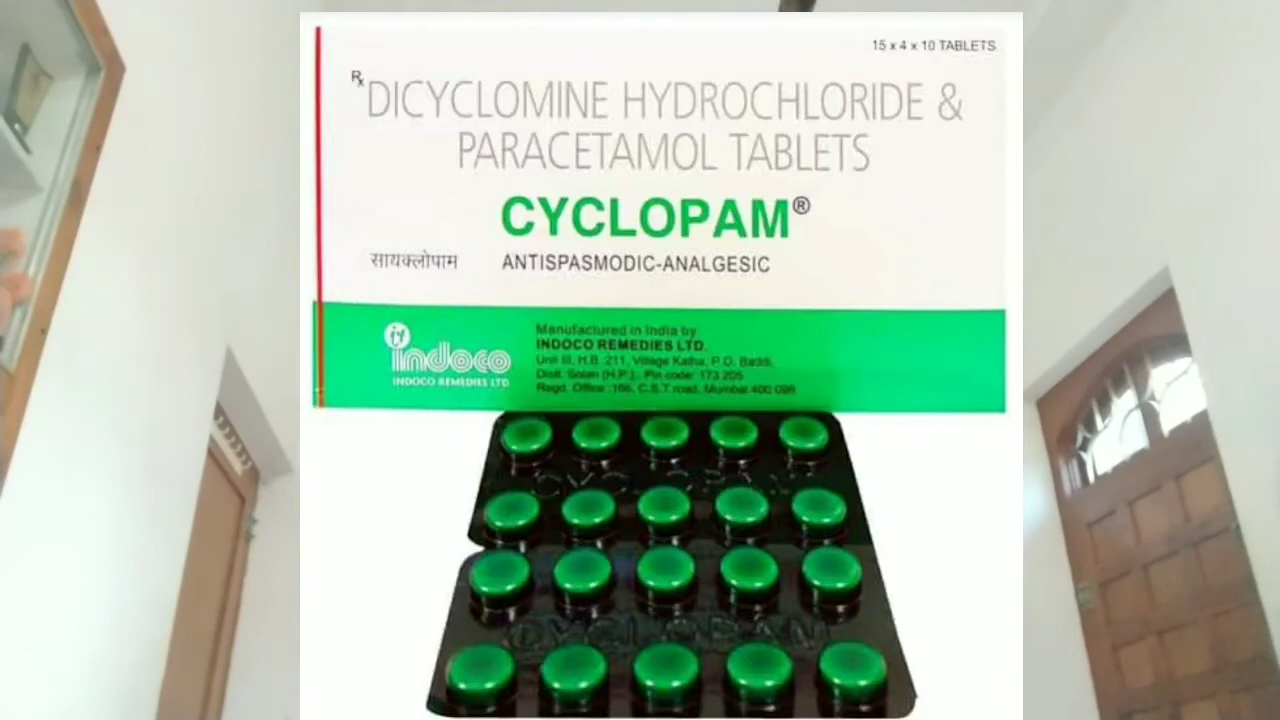 15 x 4 x 10 TABLETS
Rx
DICYCLOMINE HYDROCHLORIDE &
PARACETAMOL TABLETS
CYCLOPAM®
सायक्लोपाम ANTISPASMODIC-ANALGESIC
indoco
INDOCO REMEDIES LTD
Manufactured in India by
INDOCO REMEDIES LTD.
Unit III, H.B. 211, Village Katha, P.O. Baddi,
Distt. Solan (H.P.), Pin code: 173 205
Regd. Office :166, C.S.T.road, Mumbai 400 098
CYCLOPAM
CYCLOPAM